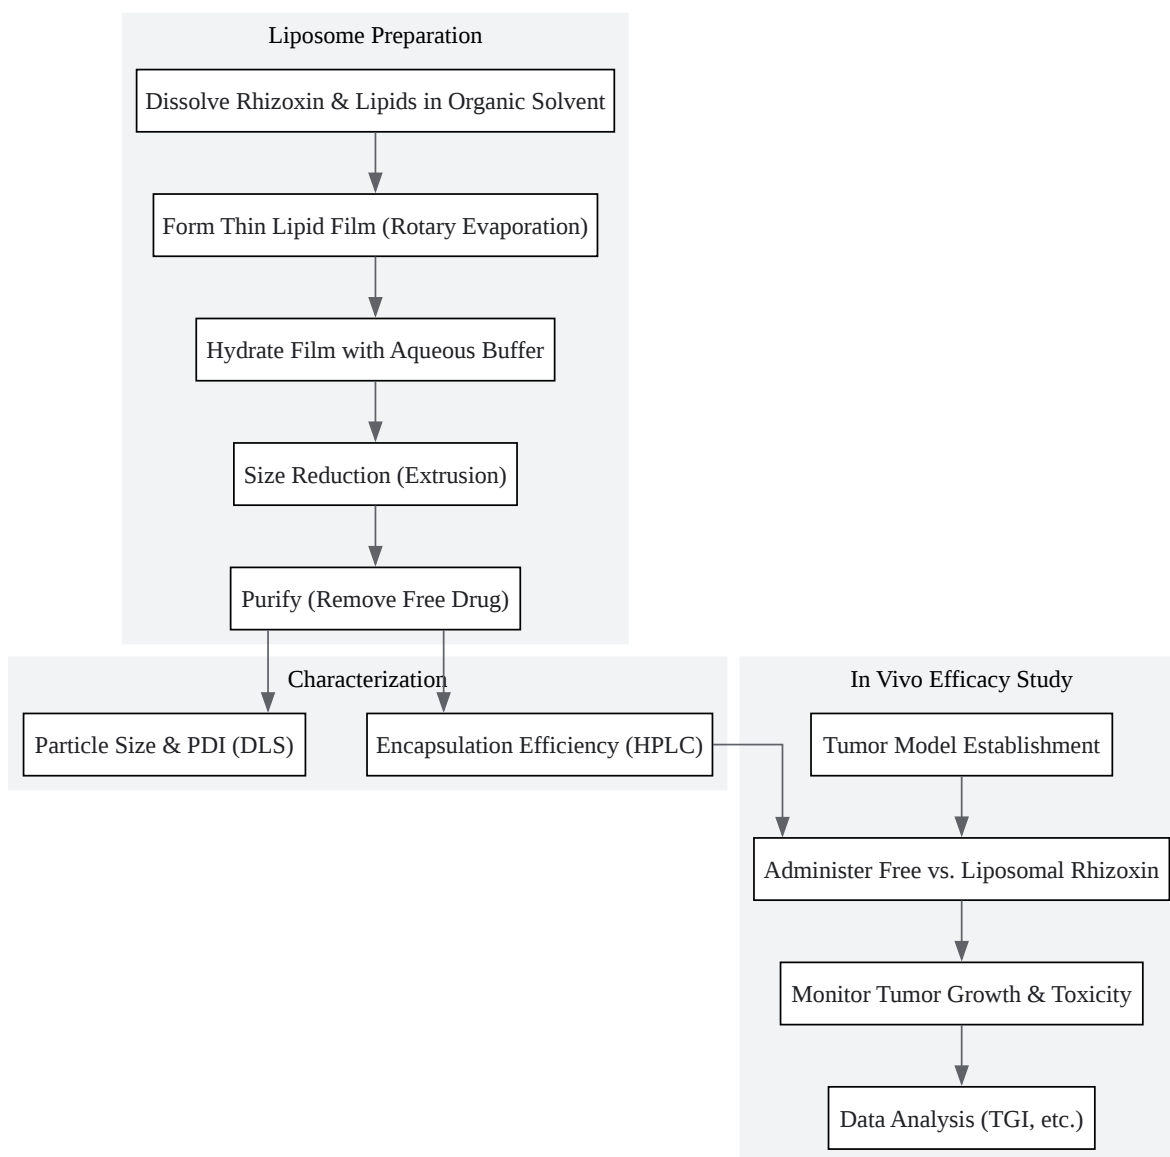 Liposome Preparation
Dissolve Rhizoxin & Lipids in Organic Solvent
Form Thin Lipid Film (Rotary Evaporation)
Hydrate Film with Aqueous Buffer
Size Reduction (Extrusion)
Purify (Remove Free Drug)
Characterization
Particle Size & PDI (DLS)
Encapsulation Efficiency (HPLC)
In Vivo Efficacy Study
Tumor Model Establishment
Administer Free vs. Liposomal Rhizoxin
Monitor Tumor Growth & Toxicity
Data Analysis (TGI, etc.)